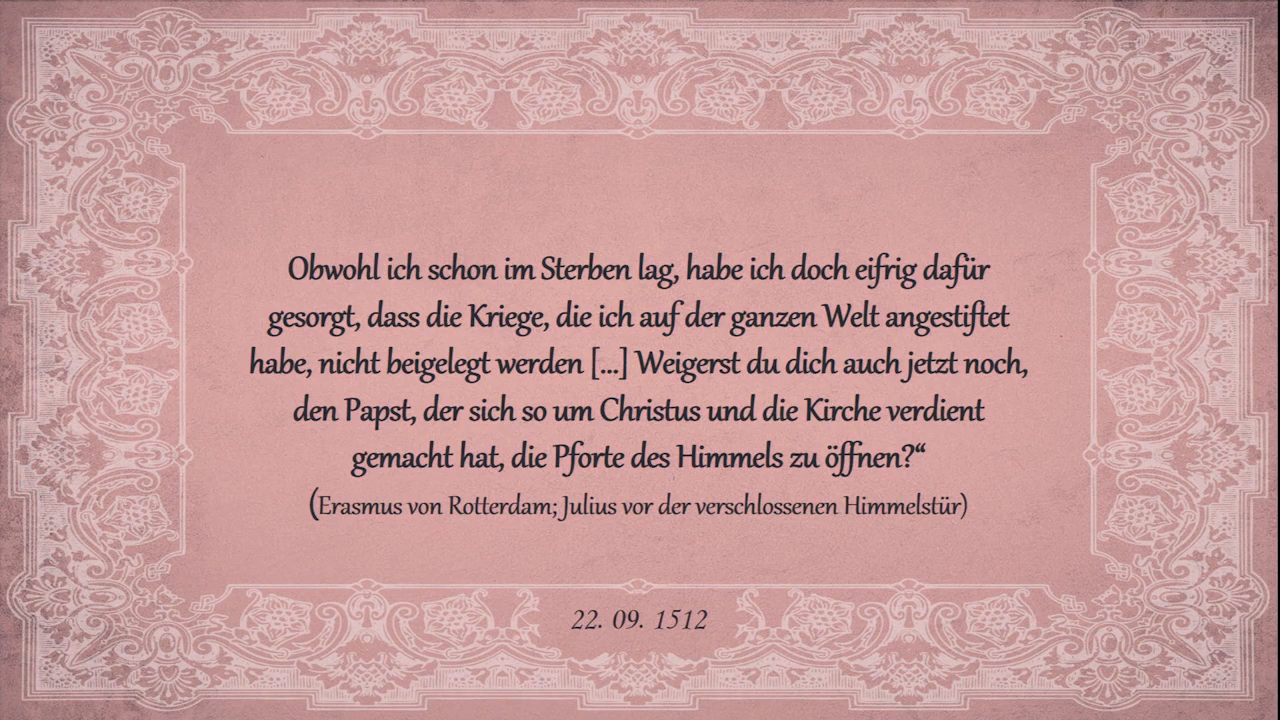 Obwohl ich schon im Sterben lag, habe ich doch eifrig dafür
gesorgt, dass die Kriege, die ich auf der ganzen Welt angestiftet
habe, nicht beigelegt werden [...] Weigerst du dich auch jetzt noch,
den Papst, der sich so um Christus und die Kirche verdient
gemacht hat, die Pforte des Himmels zu öffnen?“
(Erasmus von Rotterdam; Julius vor der verschlossenen Himmelstür)
22. 09. 1512